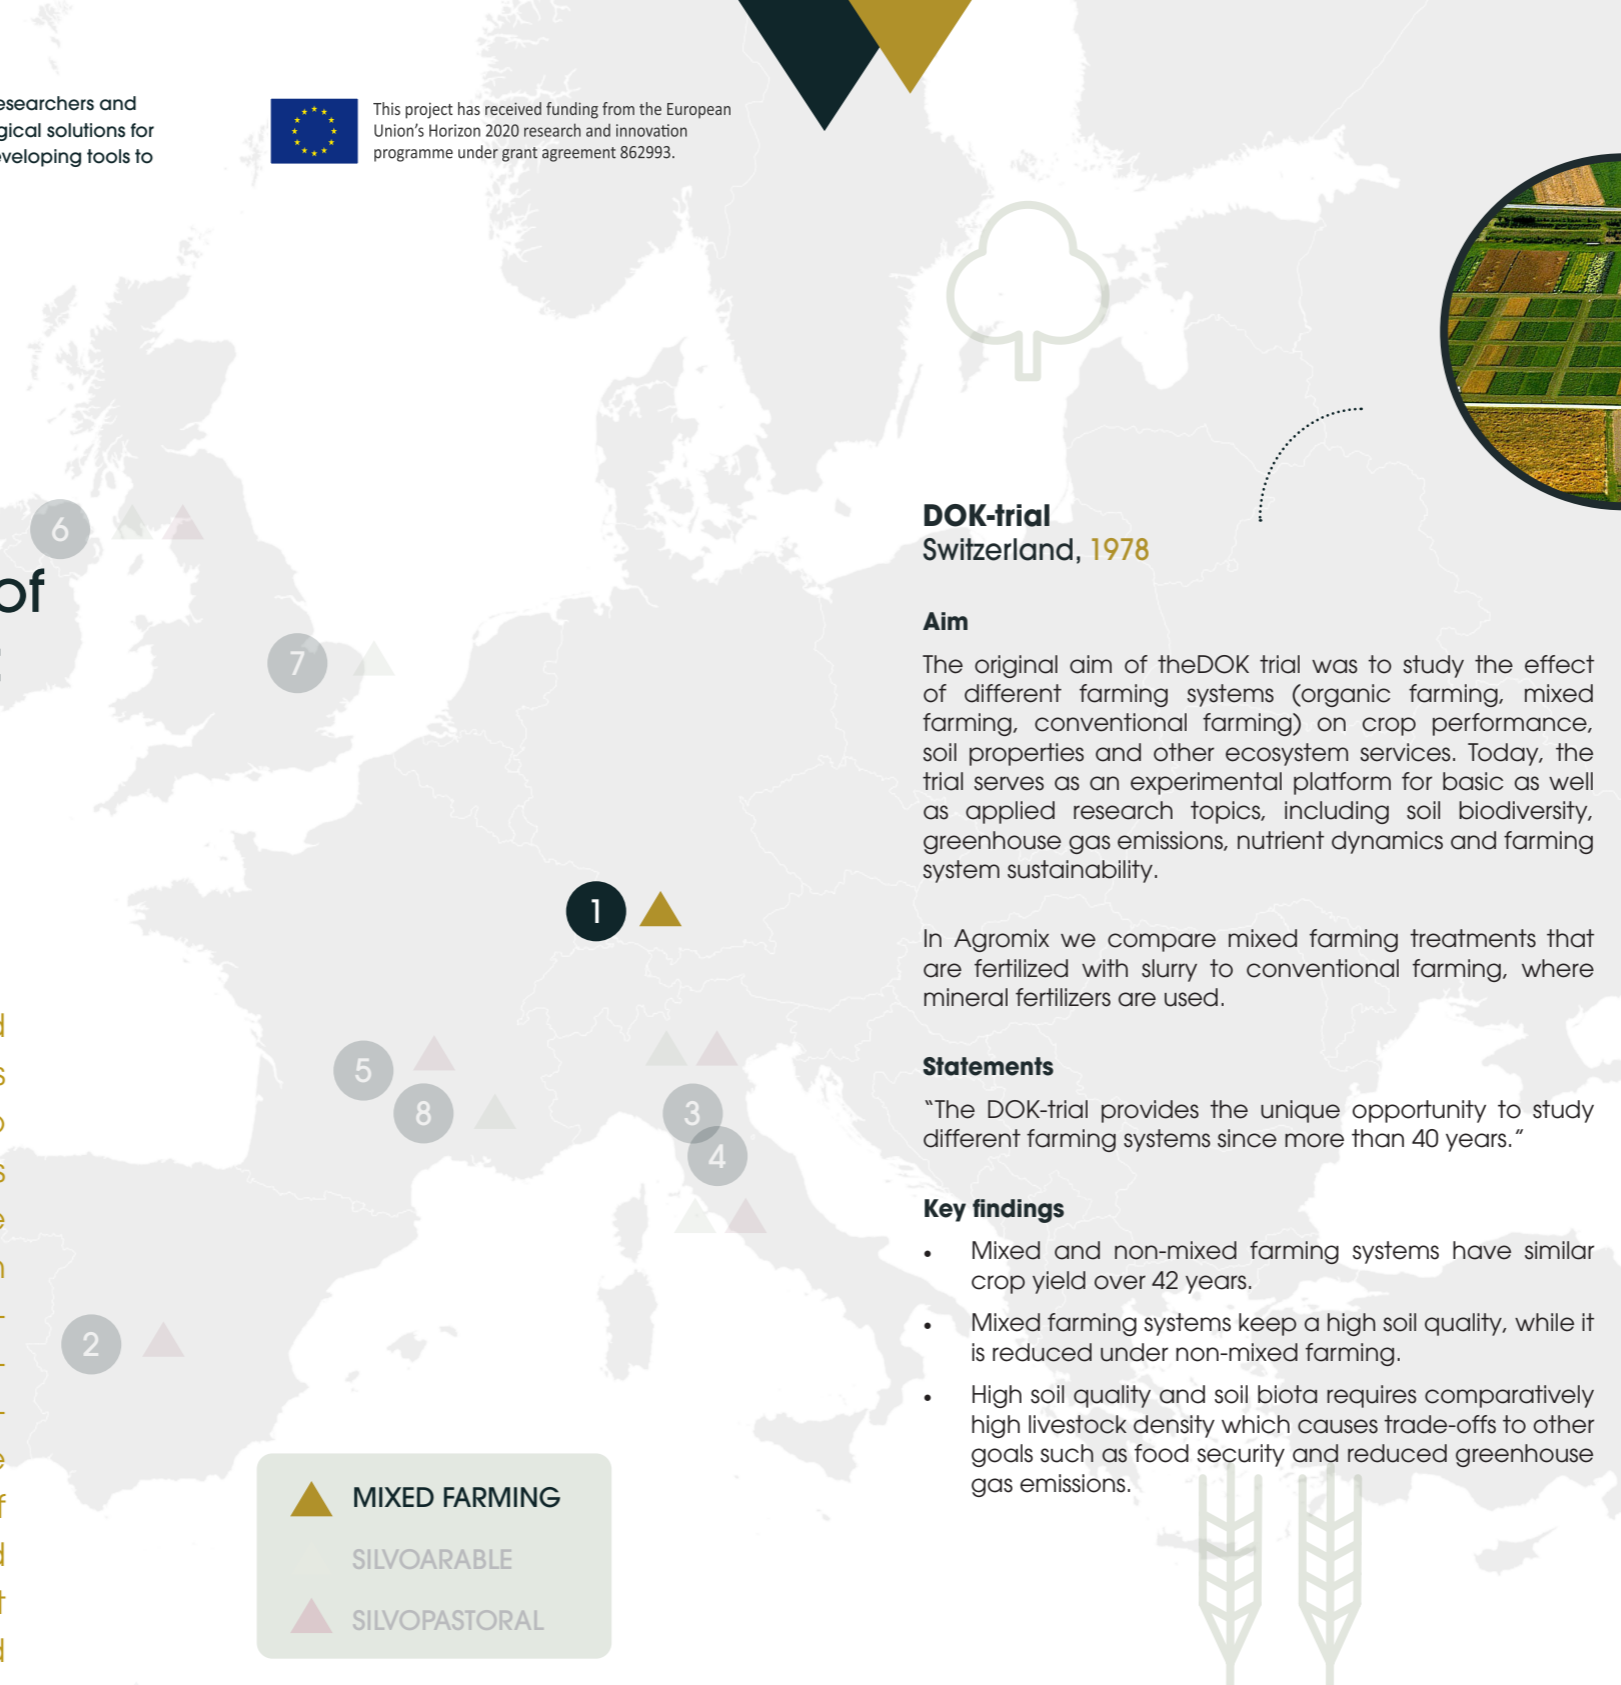 esearchers and
gical solutions for
eveloping tools to
This project has received funding from the European
Union's Horizon 2020 research and innovation
programme under grant agreement 862993.
6
of
7
1
5
8
3
4
2
d
s
s
e
n
-
-
-
e
f
d
t
d
MIXED FARMING
SILVOARABLE
SILVOPASTORAL
DOK-trial
Switzerland, 1978
Aim
The original aim of theDOK trial was to study the effect
of different farming systems (organic farming, mixed
farming, conventional farming) on crop performance,
soil properties and other ecosystem services. Today, the
trial serves as an experimental platform for basic as well
as applied research topics, including soil biodiversity,
greenhouse gas emissions, nutrient dynamics and farming
system sustainability.
In Agromix we compare mixed farming treatments that
are fertilized with slurry to conventional farming, where
mineral fertilizers are used.
Statements
“The DOK-trial provides the unique opportunity to study
different farming systems since more than 40 years.”
Key findings
• Mixed and non-mixed farming systems have similar
crop yield over 42 years.
• Mixed farming systems keep a high soil quality, while it
is reduced under non-mixed farming.
• High soil quality and soil biota requires comparatively
high livestock density which causes trade-offs to other
goals such as food security and reduced greenhouse
gas emissions.